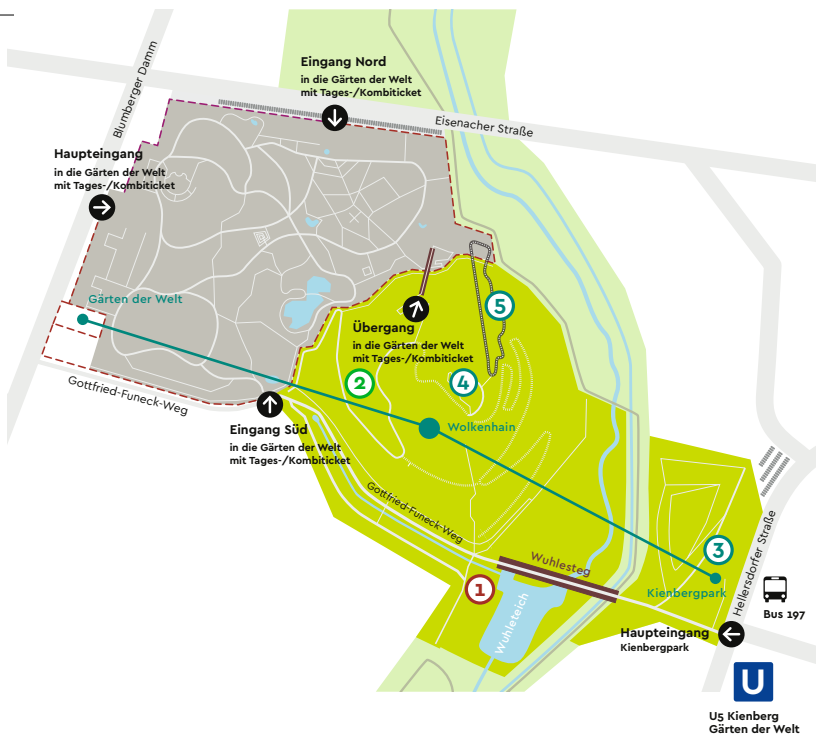 Blumberger Damm
Eingang Nord
in die Gärten der Welt
mit Tages-/Kombiticket
Eisenacher Straße
Haupteingang
in die Gärten der Welt
mit Tages-/Kombiticket
Gärten der Welt
5
Übergang
in die Gärten der Welt
mit Tages-/Kombiticket
2
4
Gottfried-Funeck-Weg
Eingang Süd
in die Gärten der Welt
mit Tages-/Kombiticket
Wolkenhain
Gottfried-Funeck-Weg
Hellersdorfer Straße
3
Wuhlesteg
1
Kienbergpark
Wuhleteich
Bus 197
Haupteingang
Kienbergpark
U
U5 Kienberg
Gärten der Welt